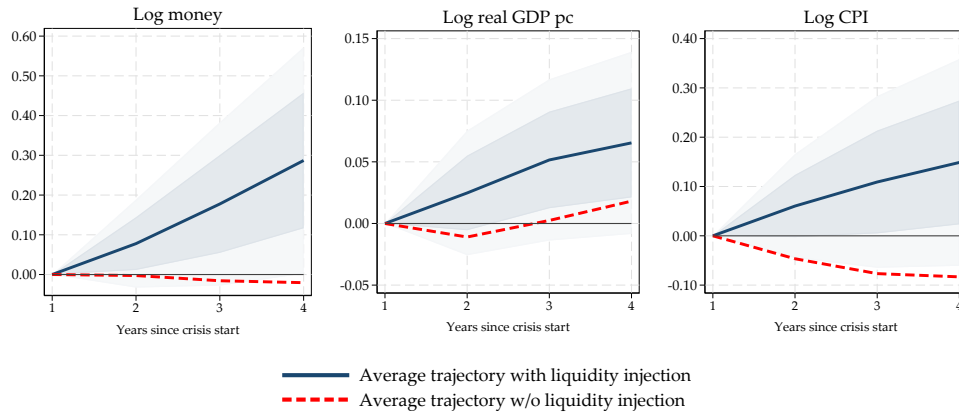 Log money
0.60
0.50
0.40
0.30
0.20
0.10
0.00
1 2 3 4
Years since crisis start
Log real GDP pc
0.15
0.10
0.05
0.00
-0.05
1 2 3 4
Years since crisis start
Log CPI
0.40
0.30
0.20
0.10
0.00
-0.10
1 2 3 4
Years since crisis start
Average trajectory with liquidity injection
Average trajectory w/o liquidity injection